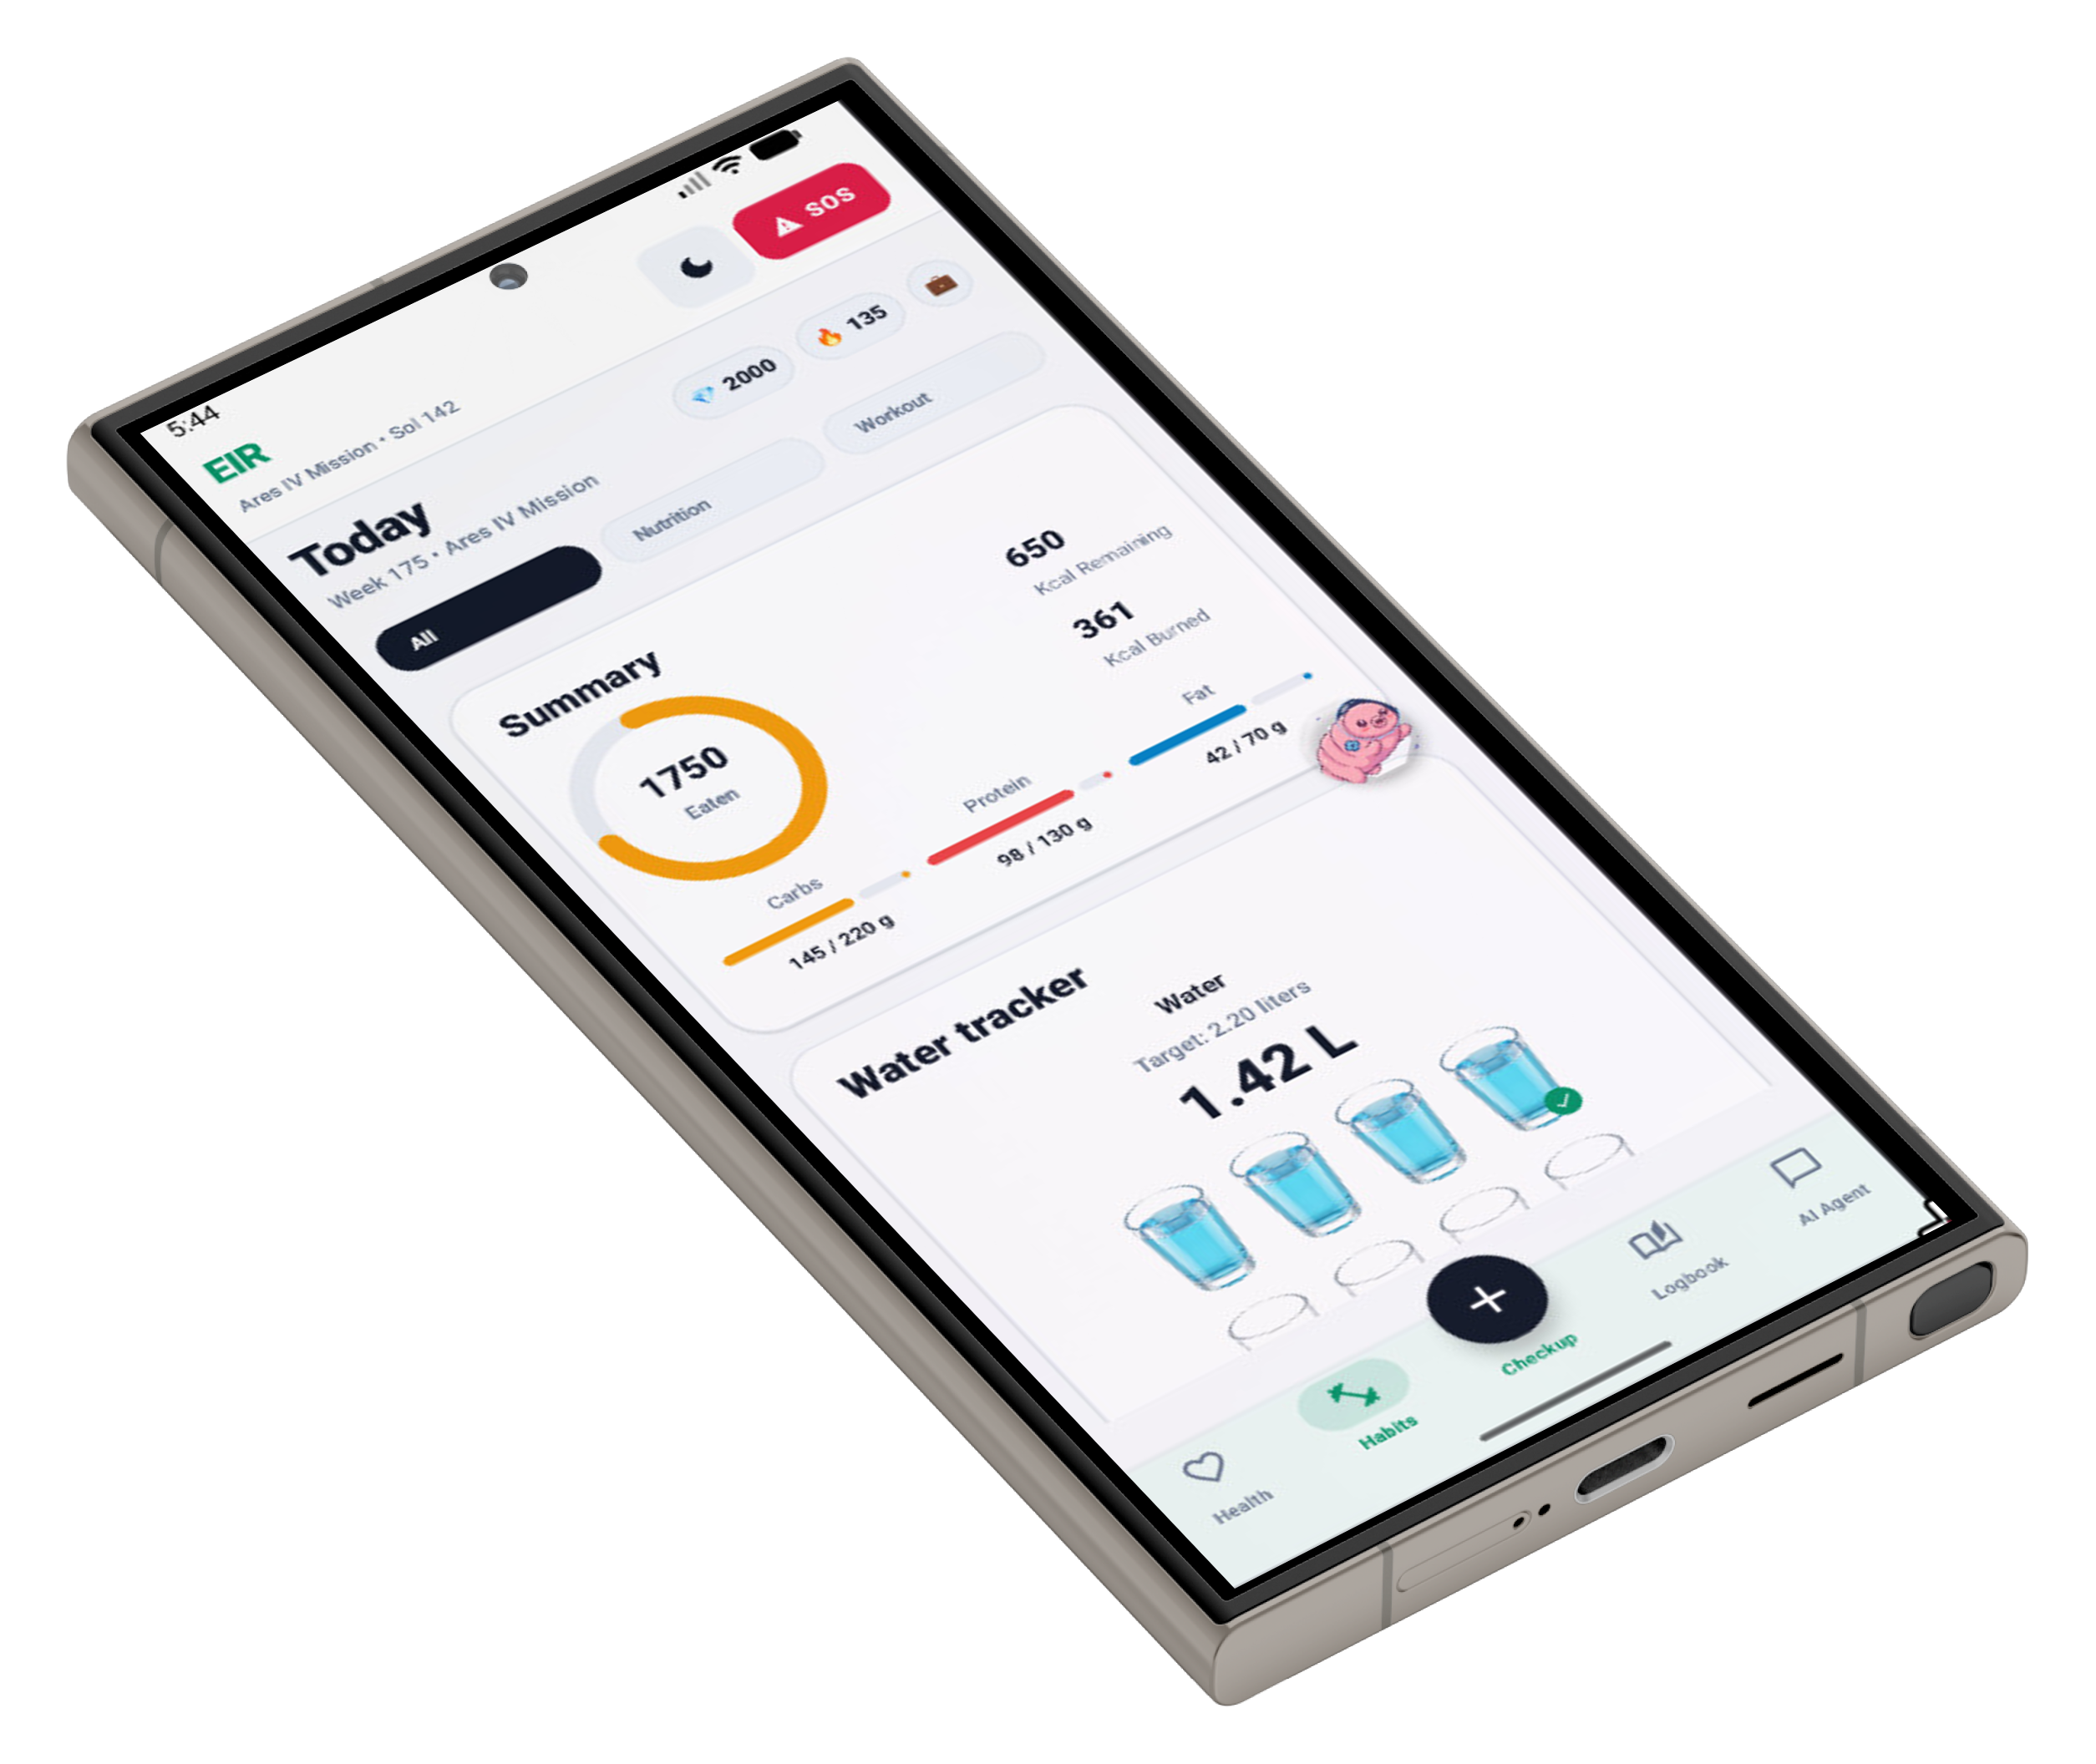 5:44
EIR
SOS
Ares IV Mission • Sol 142
Today
Week 175 • Ares IV Mission
2000
135
All
Nutrition
Workout
Summary
1750
Eaten
650
Kcal Remaining
361
Kcal Burned
Carbs
145 / 220 g
Protein
98 / 130 g
Fat
42 / 70 g
Water tracker
Water
Target: 2.20 liters
1.42 L
Health
Habits
Checkup
Logbook
AI Agent